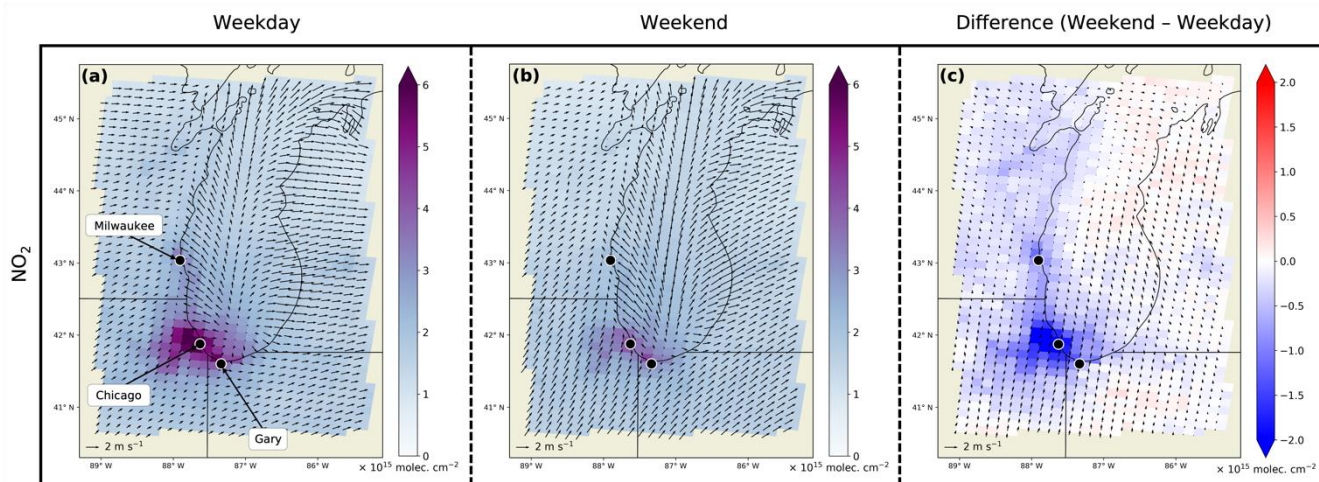 Weekday
Weekend
Difference (Weekend – Weekday)
NO₂
(a)
45° N
44° N
43° N
42° N
41° N
89° W
88° W
87° W
86° W
Milwaukee
Chicago
Gary
2 m s⁻¹
6
5
4
3
2
1
0
× 10¹⁵ molec. cm⁻²
(b)
45° N
44° N
43° N
42° N
41° N
89° W
88° W
87° W
86° W
2 m s⁻¹
6
5
4
3
2
1
0
× 10¹⁵ molec. cm⁻²
(c)
45° N
44° N
43° N
42° N
41° N
89° W
88° W
87° W
86° W
2 m s⁻¹
2.0
1.5
1.0
0.5
0.0
−0.5
−1.0
−1.5
−2.0
× 10¹⁵ molec. cm⁻²